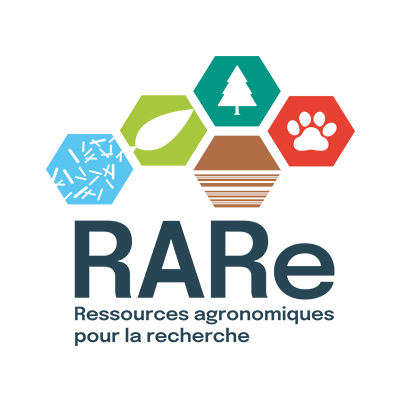 RARe
Ressources agronomiques
pour la recherche